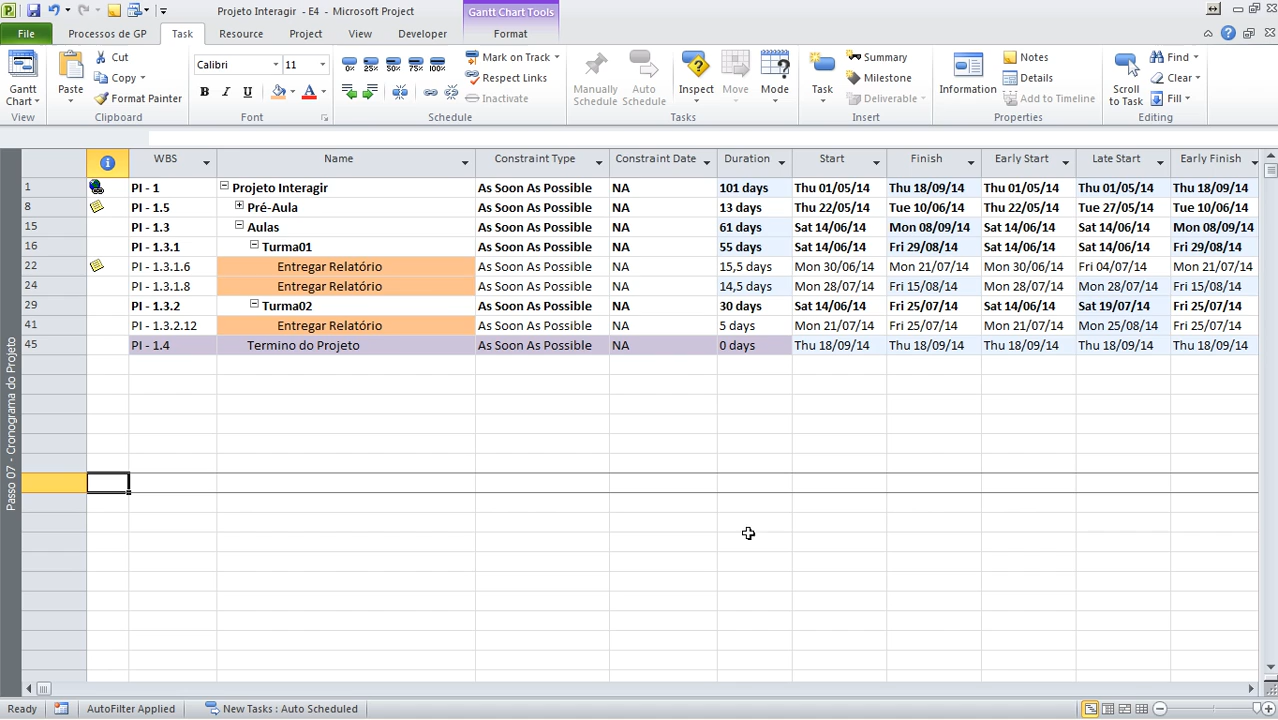 Projeto Interagir - E4 - Microsoft Project
Gantt Chart Tools
File Processos de GP Task Resource Project View Developer Format
Gantt Chart
View
Paste
Cut
Copy
Format Painter
Clipboard
Calibri 11
B I U A
Font
0% 25% 50% 75% 100%
Mark on Track
Respect Links
Inactivate
Schedule
Manually Schedule
Auto Schedule
Inspect
Move
Mode
Tasks
Task
Summary
Milestone
Deliverable
Insert
Information
Notes
Details
Add to Timeline
Properties
Scroll to Task
Find
Clear
Fill
Editing
WBS Name Constraint Type Constraint Date Duration Start Finish Early Start Late Start Early Finish
1 PI - 1 Projeto Interagir As Soon As Possible NA 101 days Thu 01/05/14 Thu 18/09/14 Thu 01/05/14 Thu 01/05/14 Thu 18/09/14
8 PI - 1.5 Pré-Aula As Soon As Possible NA 13 days Thu 22/05/14 Tue 10/06/14 Thu 22/05/14 Tue 27/05/14 Tue 10/06/14
15 PI - 1.3 Aulas As Soon As Possible NA 61 days Sat 14/06/14 Mon 08/09/14 Sat 14/06/14 Sat 14/06/14 Mon 08/09/14
16 PI - 1.3.1 Turma01 As Soon As Possible NA 55 days Sat 14/06/14 Fri 29/08/14 Sat 14/06/14 Sat 14/06/14 Fri 29/08/14
22 PI - 1.3.1.6 Entregar Relatório As Soon As Possible NA 15,5 days Mon 30/06/14 Mon 21/07/14 Mon 30/06/14 Fri 04/07/14 Mon 21/07/14
24 PI - 1.3.1.8 Entregar Relatório As Soon As Possible NA 14,5 days Mon 28/07/14 Fri 15/08/14 Mon 28/07/14 Mon 28/07/14 Fri 15/08/14
29 PI - 1.3.2 Turma02 As Soon As Possible NA 30 days Sat 14/06/14 Fri 25/07/14 Sat 14/06/14 Sat 19/07/14 Fri 25/07/14
41 PI - 1.3.2.12 Entregar Relatório As Soon As Possible NA 5 days Mon 21/07/14 Fri 25/07/14 Mon 21/07/14 Mon 25/08/14 Fri 25/07/14
45 PI - 1.4 Termino do Projeto As Soon As Possible NA 0 days Thu 18/09/14 Thu 18/09/14 Thu 18/09/14 Thu 18/09/14 Thu 18/09/14
Passo 07 - Cronograma do Projeto
Ready AutoFilter Applied New Tasks : Auto Scheduled